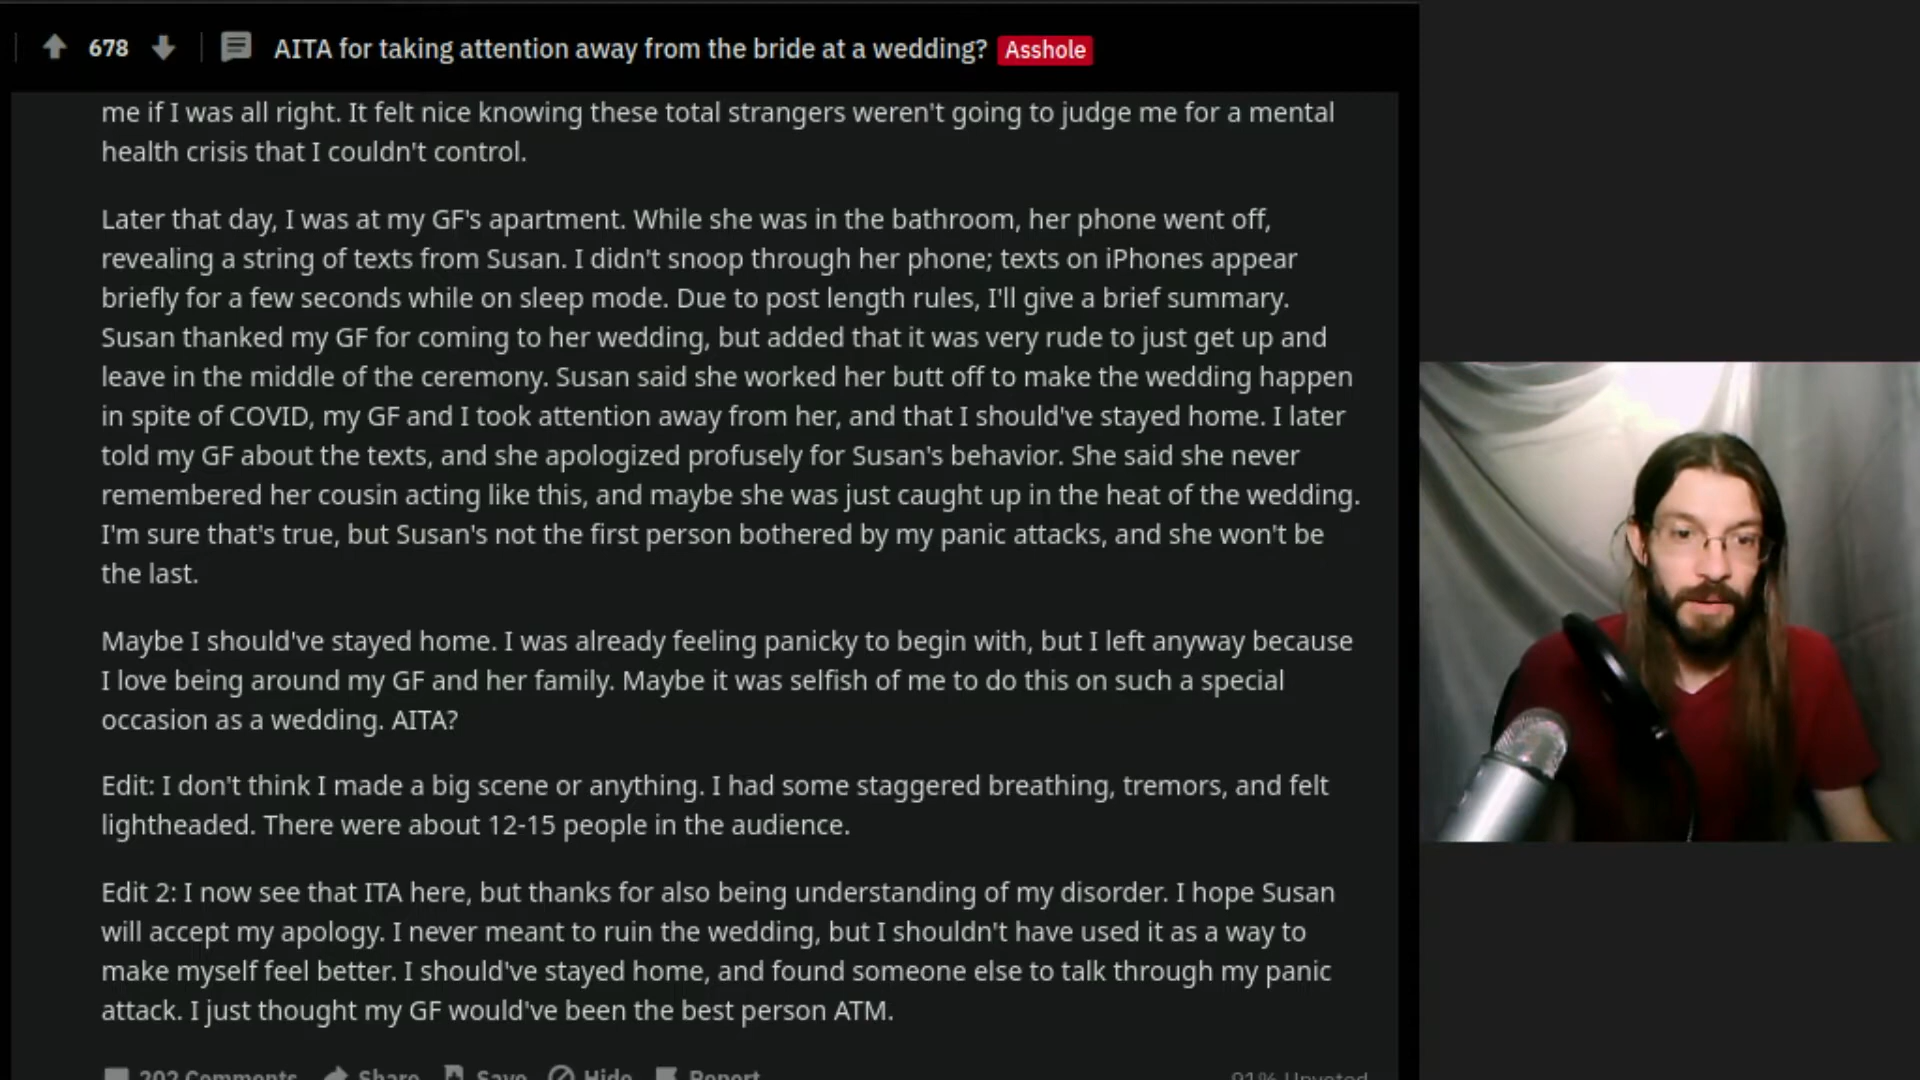 678 AITA for taking attention away from the bride at a wedding? Asshole
me if I was all right. It felt nice knowing these total strangers weren't going to judge me for a mental
health crisis that I couldn't control.
Later that day, I was at my GF's apartment. While she was in the bathroom, her phone went off,
revealing a string of texts from Susan. I didn't snoop through her phone; texts on iPhones appear
briefly for a few seconds while on sleep mode. Due to post length rules, I'll give a brief summary.
Susan thanked my GF for coming to her wedding, but added that it was very rude to just get up and
leave in the middle of the ceremony. Susan said she worked her butt off to make the wedding happen
in spite of COVID, my GF and I took attention away from her, and that I should've stayed home. I later
told my GF about the texts, and she apologized profusely for Susan's behavior. She said she never
remembered her cousin acting like this, and maybe she was just caught up in the heat of the wedding.
I'm sure that's true, but Susan's not the first person bothered by my panic attacks, and she won't be
the last.
Maybe I should've stayed home. I was already feeling panicky to begin with, but I left anyway because
I love being around my GF and her family. Maybe it was selfish of me to do this on such a special
occasion as a wedding. AITA?
Edit: I don't think I made a big scene or anything. I had some staggered breathing, tremors, and felt
lightheaded. There were about 12-15 people in the audience.
Edit 2: I now see that ITA here, but thanks for also being understanding of my disorder. I hope Susan
will accept my apology. I never meant to ruin the wedding, but I shouldn't have used it as a way to
make myself feel better. I should've stayed home, and found someone else to talk through my panic
attack. I just thought my GF would've been the best person ATM.
202 Comments Share Save Hide Report 91% Upvoted